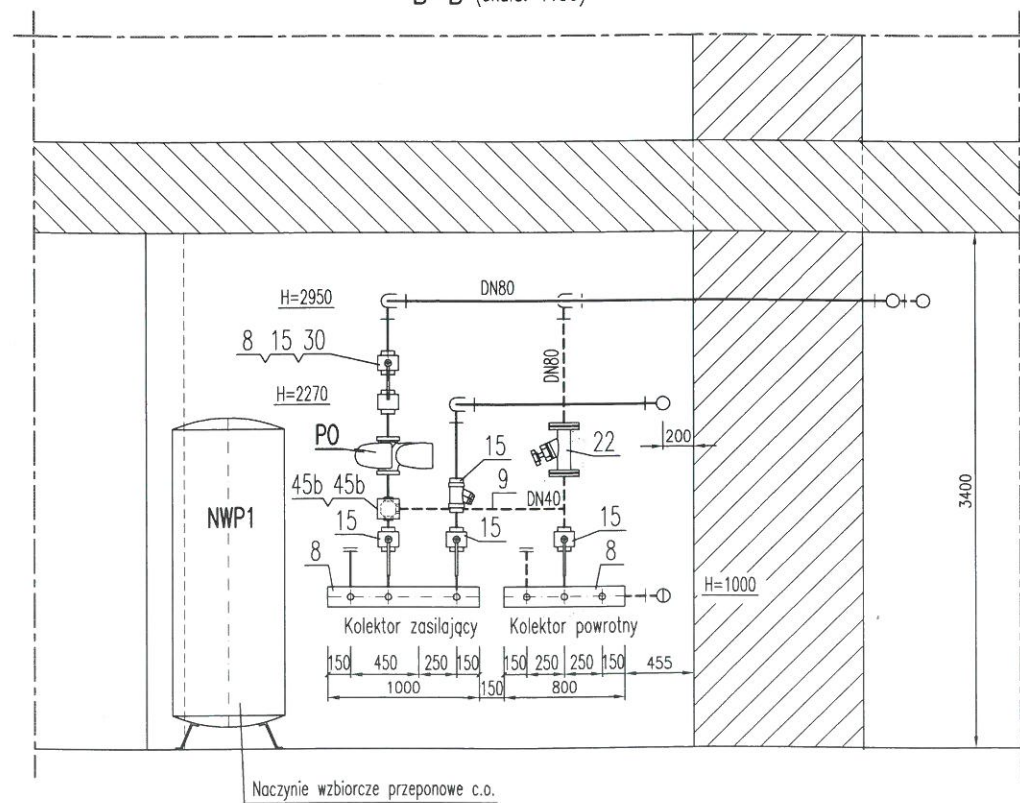 H=2950
DN80
8 15 30
DN80
H=2270
200
PO
15
22
45b 45b
9
DN40
3400
NWP1
15
15
15
8
8
H=1000
Kolektor zasilający
Kolektor powrotny
150 450 250 150
150 250 250 150
455
1000
150
800
Naczynie wzbiorcze przeponowe c.o.